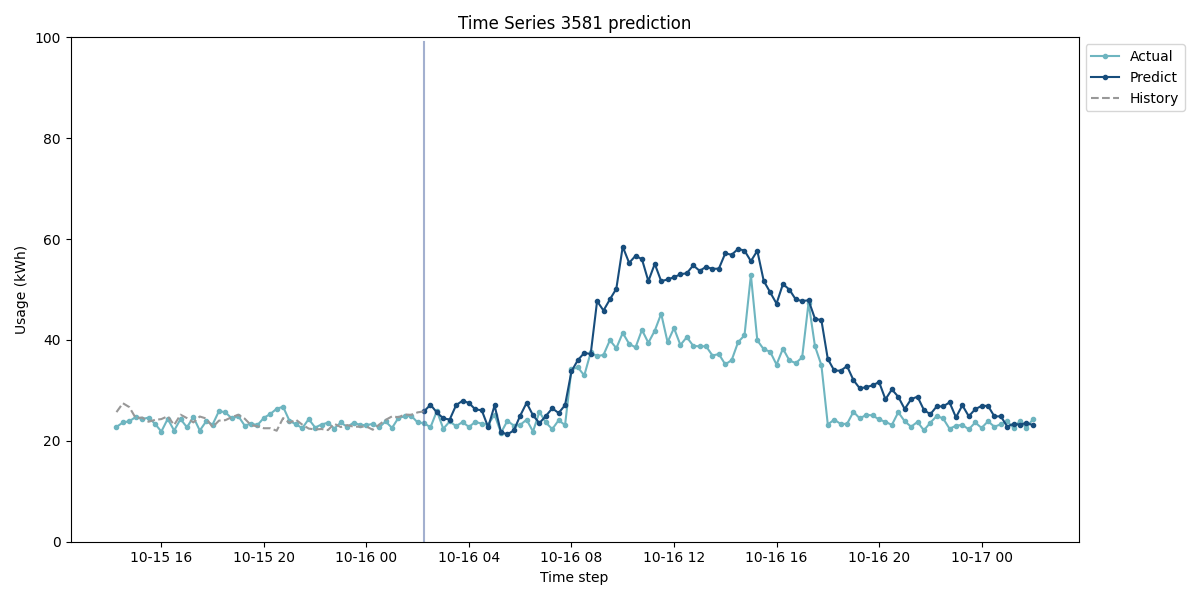 Time Series 3581 prediction
100
80
60
40
20
0
Usage (kWh)
10-15 16
10-15 20
10-16 00
10-16 04
10-16 08
10-16 12
10-16 16
10-16 20
10-17 00
Time step
Actual
Predict
History